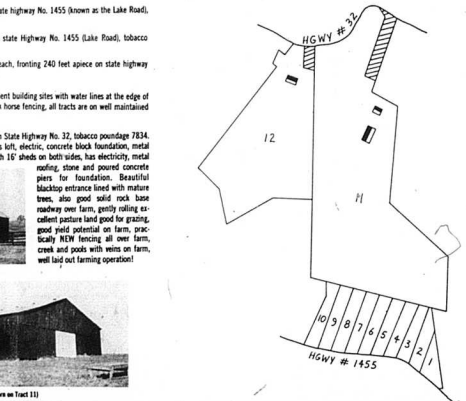 ate highway No. 1455 (known as the Lake Road),
state Highway No. 1455 (Lake Road), tobacco
each, fronting 240 feet apiece on state highway
ent building sites with water lines at the edge of
horse fencing, all tracts are on well maintained
State Highway No. 32, tobacco poundage 7834.
s loft, electric, concrete block foundation, metal
h 16' sheds on both sides, has electricity, metal
roofing, stone and poured concrete
piers for foundation. Beautiful
blacktop entrance lined with mature
trees, also good solid rock base
roadway over farm, gently rolling ex-
cellent pasture land good for grazing,
good yield potential on farm, prac-
tically NEW fencing all over farm,
creek and pools with veins on farm,
well laid out farming operation!
rn on Tract 11)
HGWY # 32
12
11
10 9 8 7 6 5 4 3 2 1
HGWY # 1455